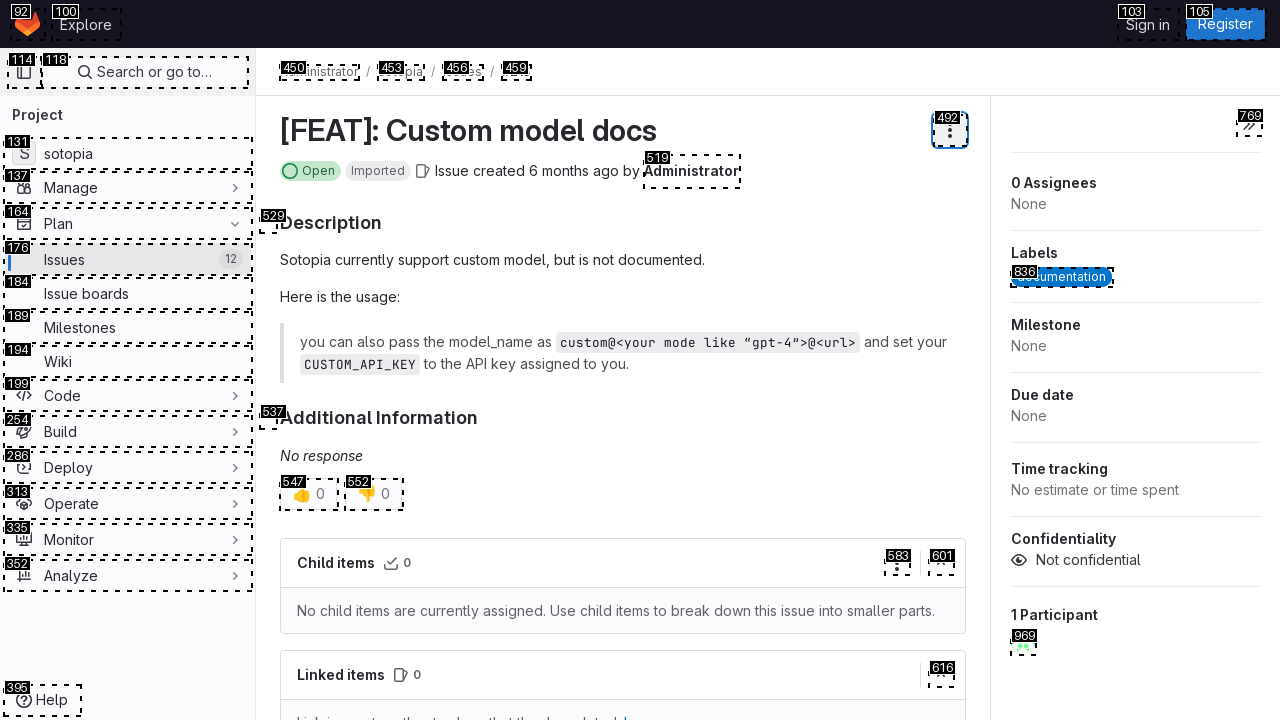 92
100
Explore
103
Sign in
105
Register
114
118
Search or go to…
450
Administrator
/
453
sotopia
/
456
Issues
/
459
Project
131
S
sotopia
137
Manage
164
Plan
176
Issues
12
184
Issue boards
189
Milestones
194
Wiki
199
Code
254
Build
286
Deploy
313
Operate
335
Monitor
352
Analyze
395
Help
[FEAT]: Custom model docs
492
Open
Imported
Issue created 6 months ago by
519
Administrator
529
Description
Sotopia currently support custom model, but is not documented.
Here is the usage:
you can also pass the model_name as custom@<your mode like “gpt-4”>@<url> and set your
CUSTOM_API_KEY to the API key assigned to you.
537
Additional Information
No response
547
👍 0
552
👎 0
Child items
0
583
601
No child items are currently assigned. Use child items to break down this issue into smaller parts.
Linked items
0
616
769
0 Assignees
None
Labels
836
documentation
Milestone
None
Due date
None
Time tracking
No estimate or time spent
Confidentiality
Not confidential
1 Participant
969